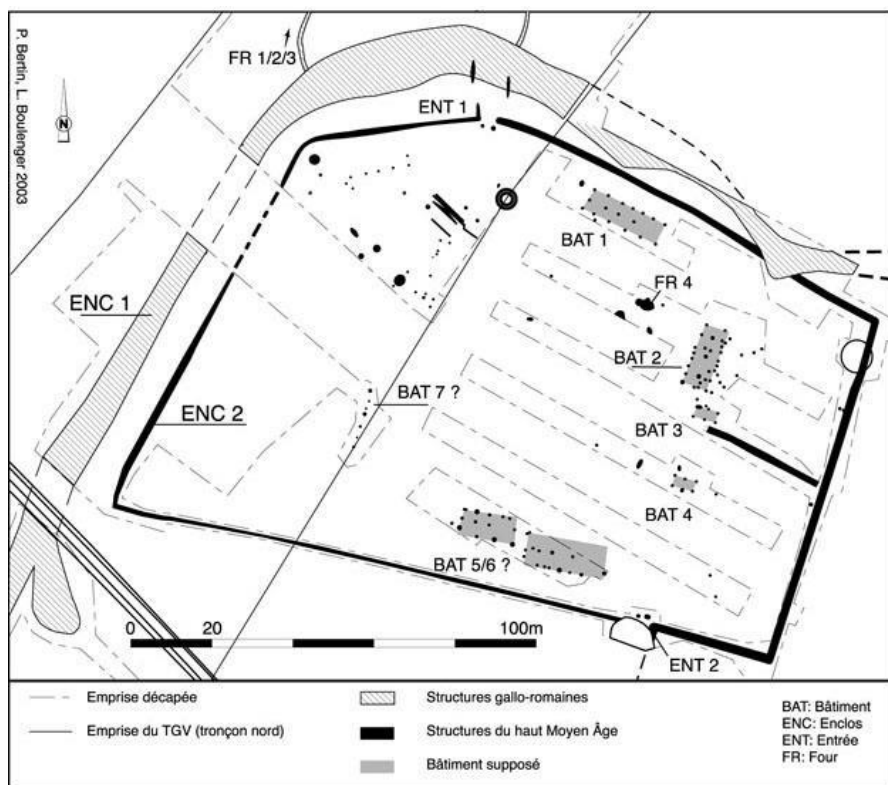 P. Bertin, L. Boulenger 2003
N
FR 1/2/3
ENT 1
BAT 1
ENC 1
FR 4
BAT 2
BAT 7 ?
ENC 2
BAT 3
BAT 4
BAT 5/6 ?
0 20 100m
ENT 2
Emprise décapée
Emprise du TGV (tronçon nord)
Structures gallo-romaines
Structures du haut Moyen Âge
Bâtiment supposé
BAT: Bâtiment
ENC: Enclos
ENT: Entrée
FR: Four